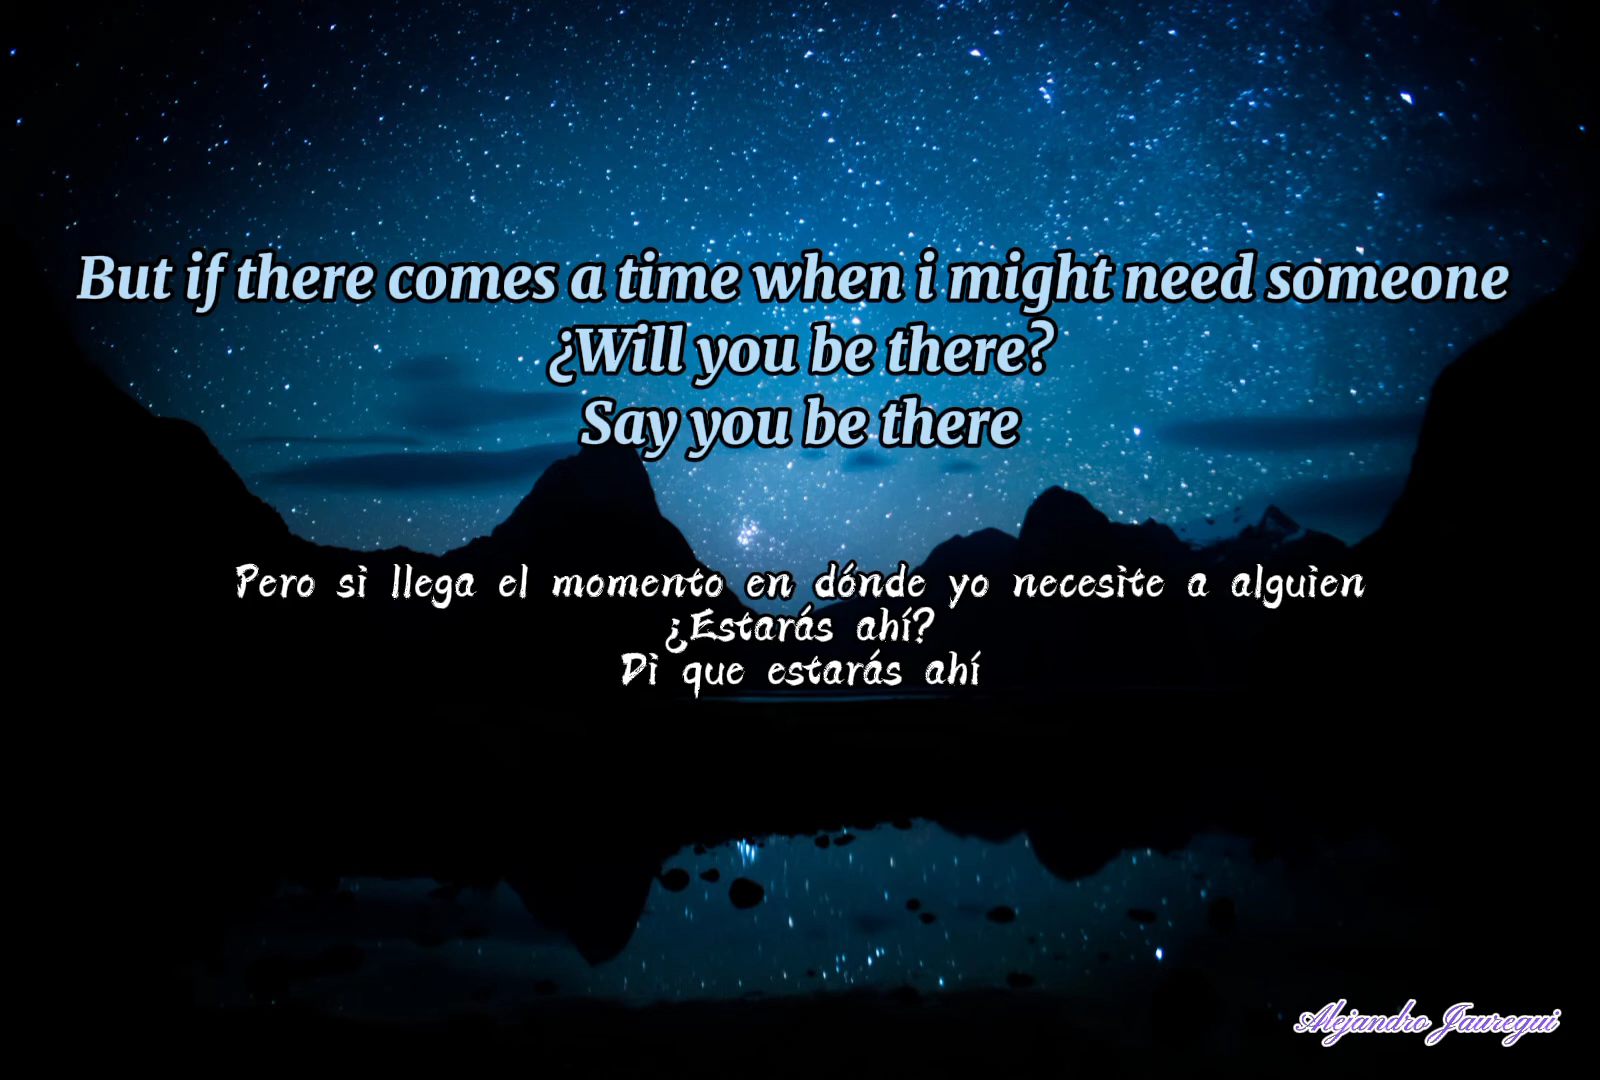 But if there comes a time when i might need someone
¿Will you be there?
Say you be there
Pero si llega el momento en dónde yo necesite a alguien
¿Estarás ahí?
Di que estarás ahí
Alejandro Jauregui